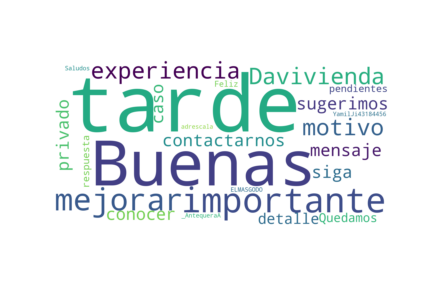 Saludos
experiencia
Feliz
Davivienda
pendientes
tarde
caso
sugerimos
YamilJi43184456
privado
adrescala
motivo
respuesta
contactarnos
Buenas
mensaje
siga
ELMASGODO
mejorar
importante
conocer
_AntequeraA
detalle
Quedamos